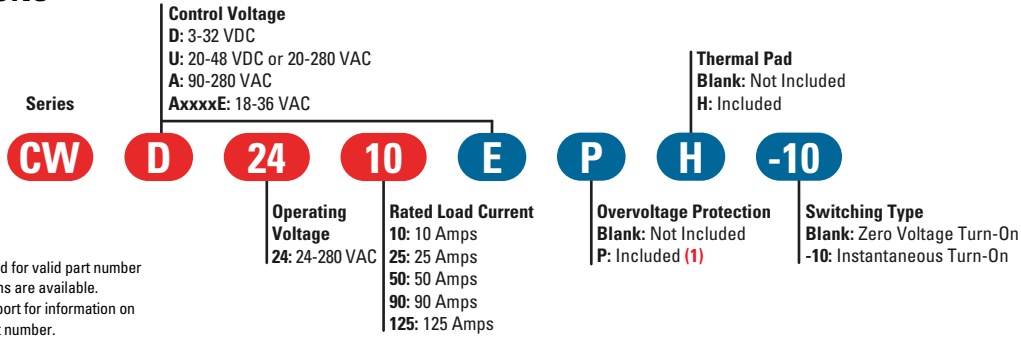 Control Voltage
D: 3-32 VDC
U: 20-48 VDC or 20-280 VAC
A: 90-280 VAC
AxxxxE: 18-36 VAC
Thermal Pad
Blank: Not Included
H: Included
Series
CW D 24 10 E P H -10
Operating
Voltage
24: 24-280 VAC
Rated Load Current
10: 10 Amps
25: 25 Amps
50: 50 Amps
90: 90 Amps
125: 125 Amps
Overvoltage Protection
Blank: Not Included
P: Included (1)
Switching Type
Blank: Zero Voltage Turn-On
-10: Instantaneous Turn-On
for valid part number
are available.
for information on
number.